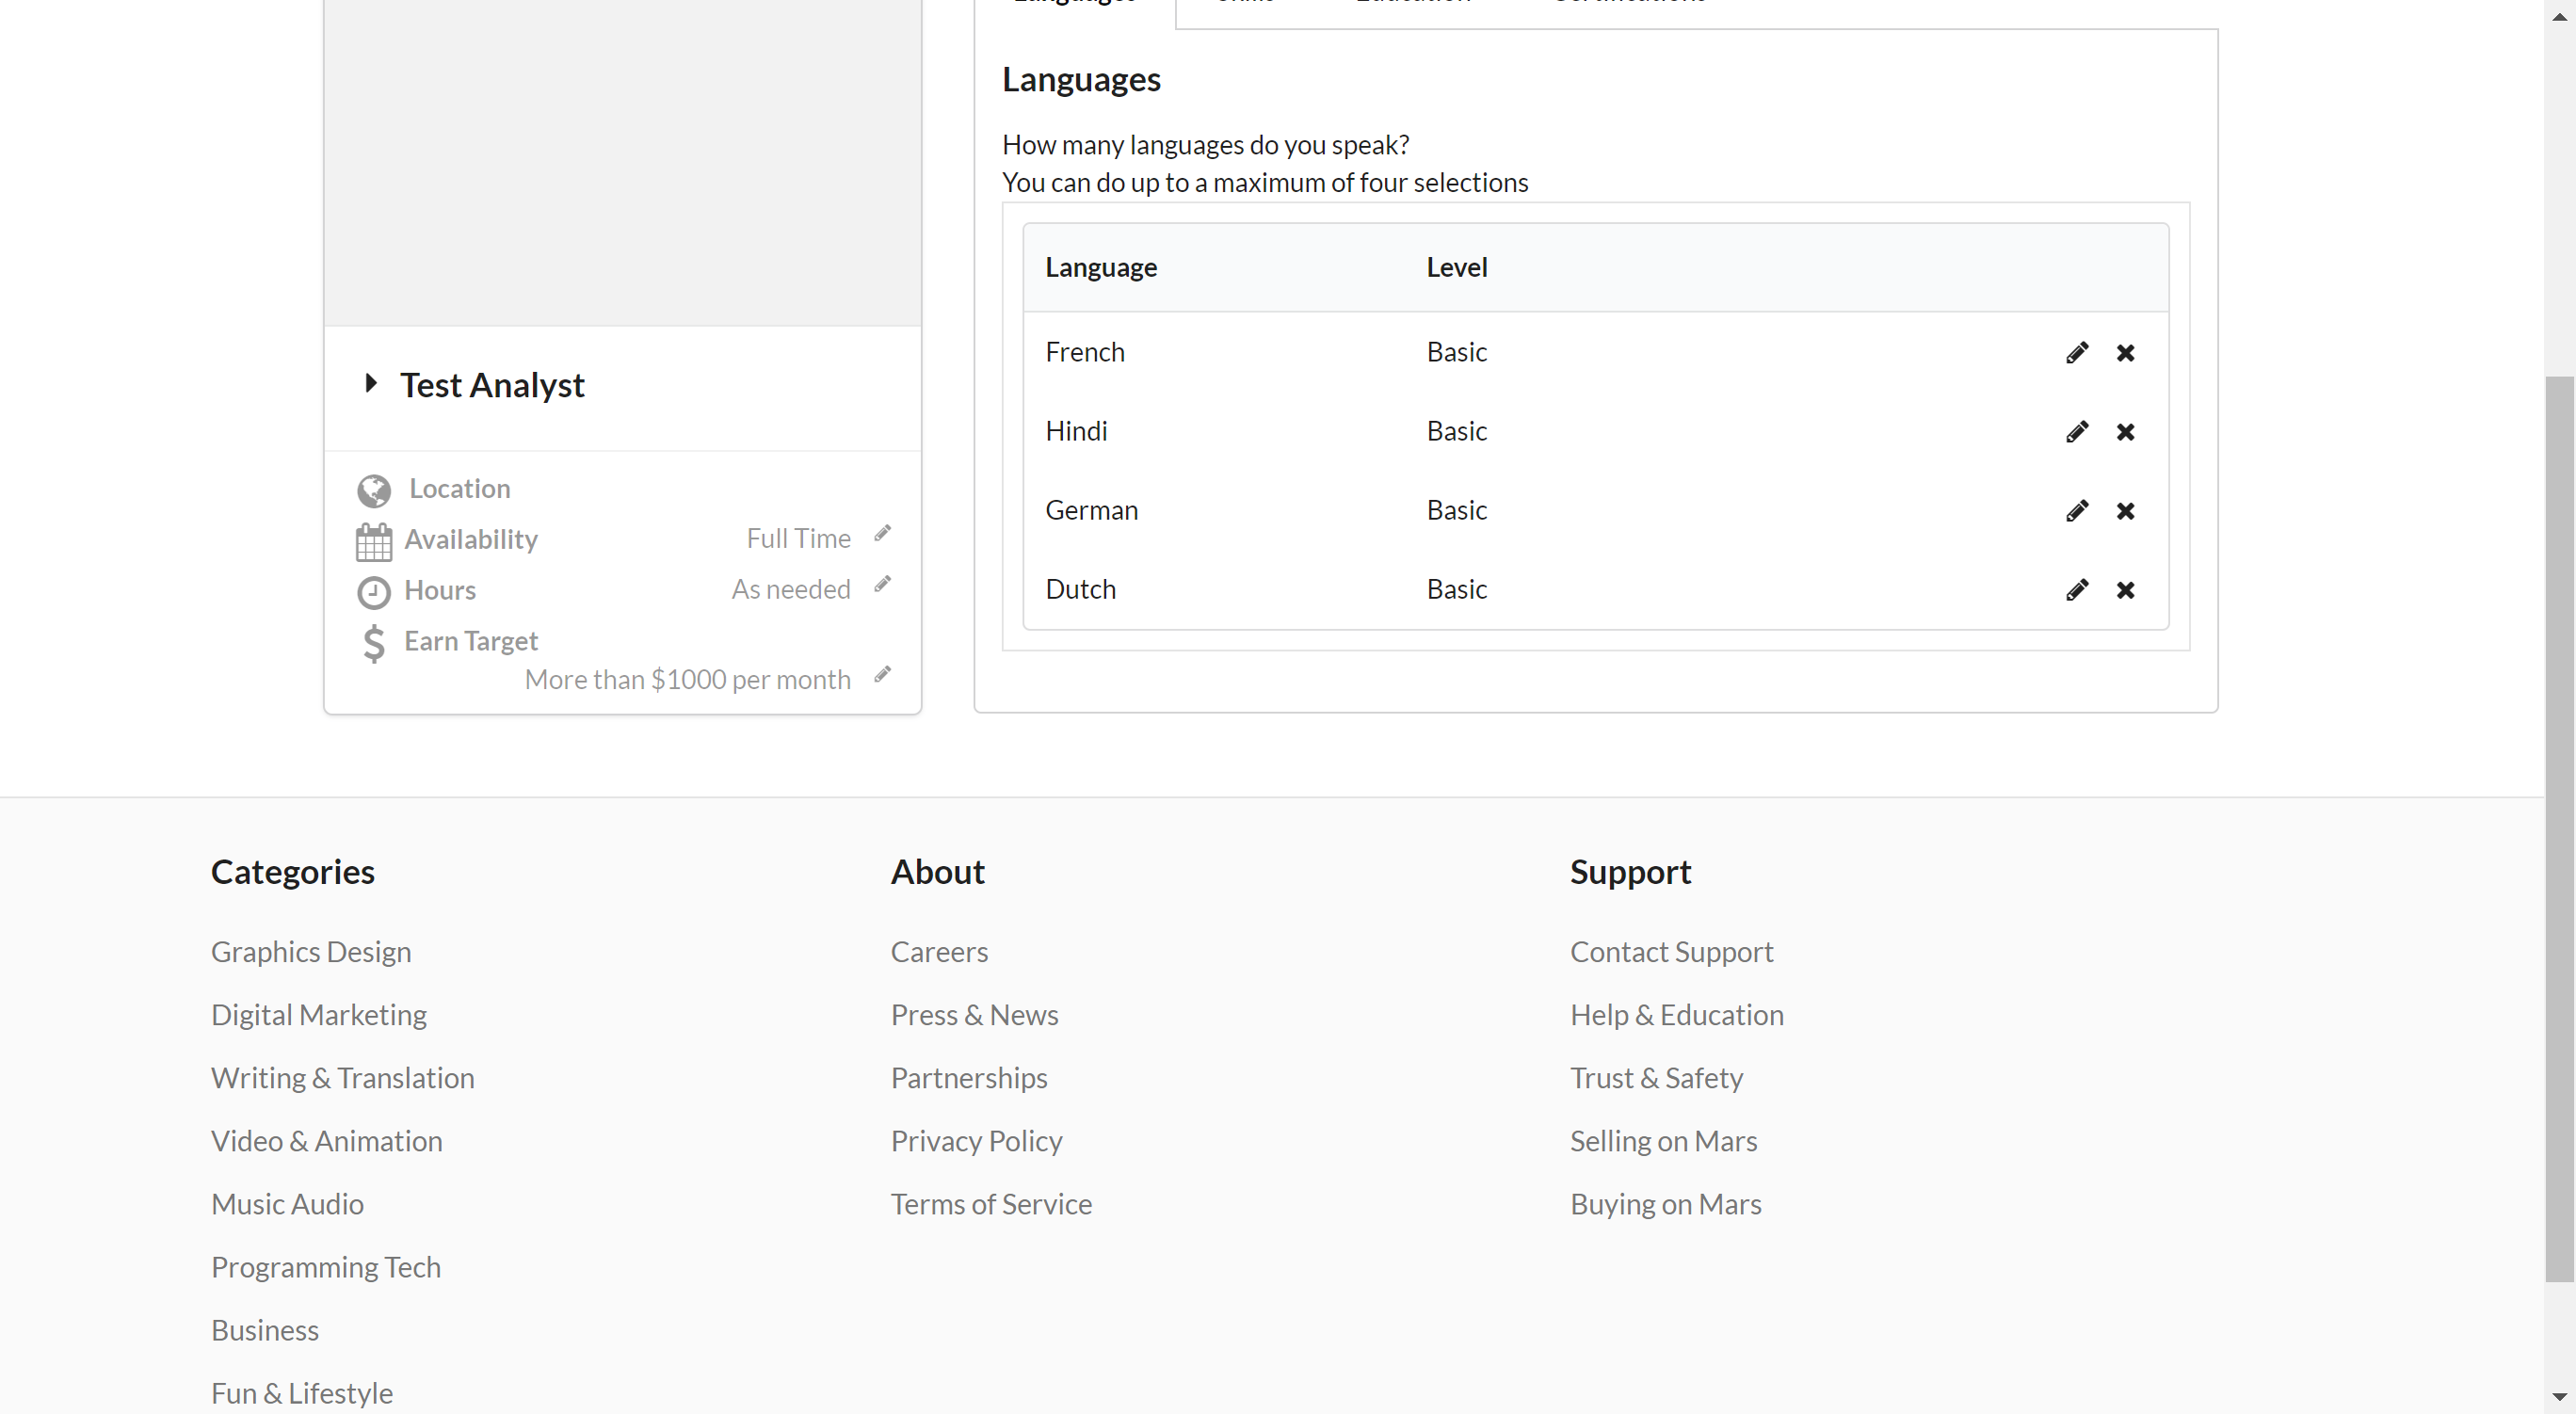 Languages
Education
Certifications
Languages
How many languages do you speak?
You can do up to a maximum of four selections
Language Level
French Basic
Hindi Basic
German Basic
Dutch Basic
Test Analyst
Location
Availability Full Time
Hours As needed
Earn Target
More than $1000 per month
Categories
Graphics Design
Digital Marketing
Writing & Translation
Video & Animation
Music Audio
Programming Tech
Business
Fun & Lifestyle
About
Careers
Press & News
Partnerships
Privacy Policy
Terms of Service
Support
Contact Support
Help & Education
Trust & Safety
Selling on Mars
Buying on Mars